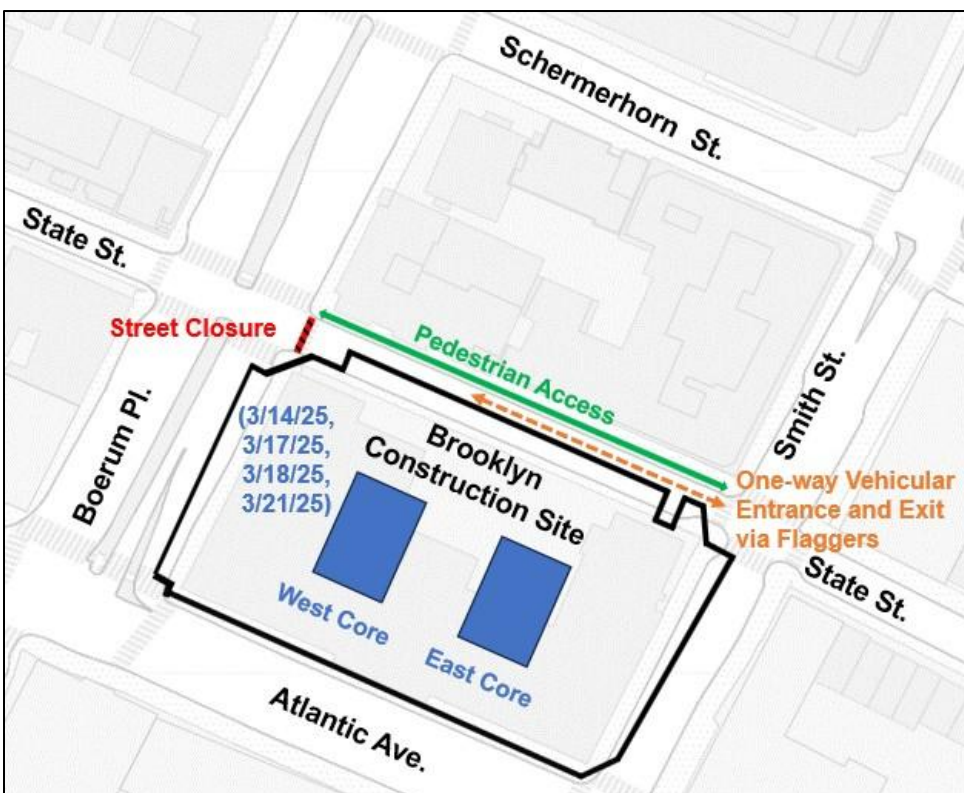 Schermerhorn St.
State St.
Street Closure
Pedestrian Access
Smith St.
Boerum Pl.
(3/14/25,
3/17/25,
3/18/25,
3/21/25)
Brooklyn
Construction Site
One-way Vehicular
Entrance and Exit
via Flaggers
State St.
West Core
East Core
Atlantic Ave.